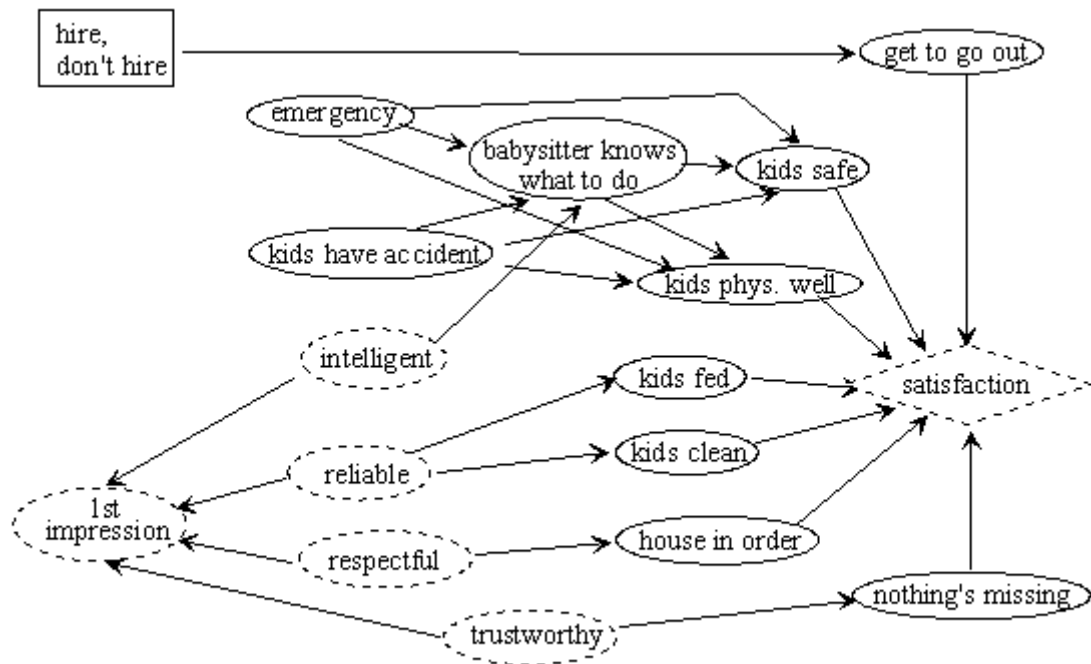 hire,
don't hire
get to go out
emergency
babysitter knows
what to do
kids safe
kids have accident
kids phys. well
intelligent
kids fed
satisfaction
reliable
kids clean
1st
impression
respectful
house in order
nothing's missing
trustworthy